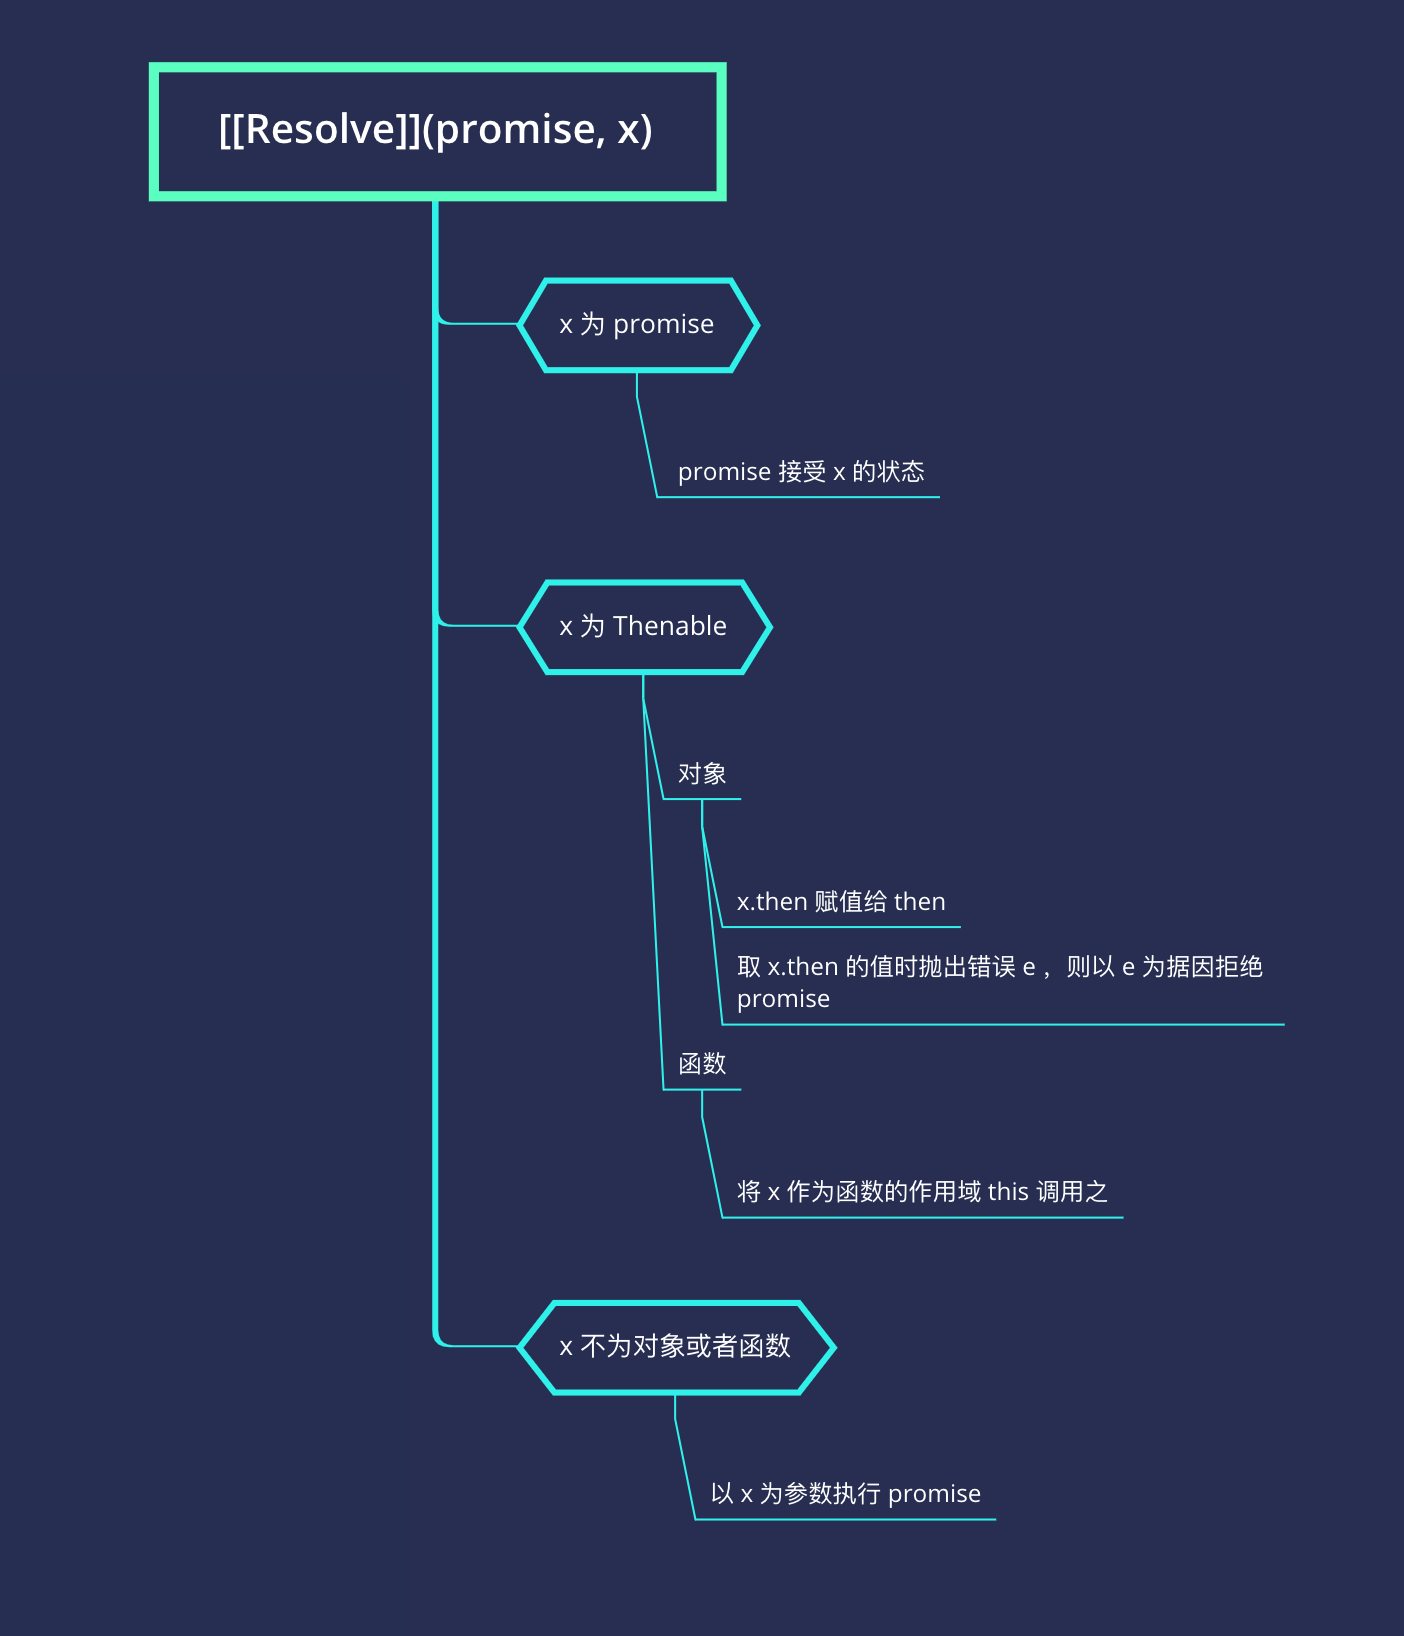 [[Resolve]](promise, x)
x 为 promise
promise 接受 x 的状态
x 为 Thenable
对象
x.then 赋值给 then
取 x.then 的值时抛出错误 e ，则以 e 为据因拒绝
promise
函数
将 x 作为函数的作用域 this 调用之
x 不为对象或者函数
以 x 为参数执行 promise